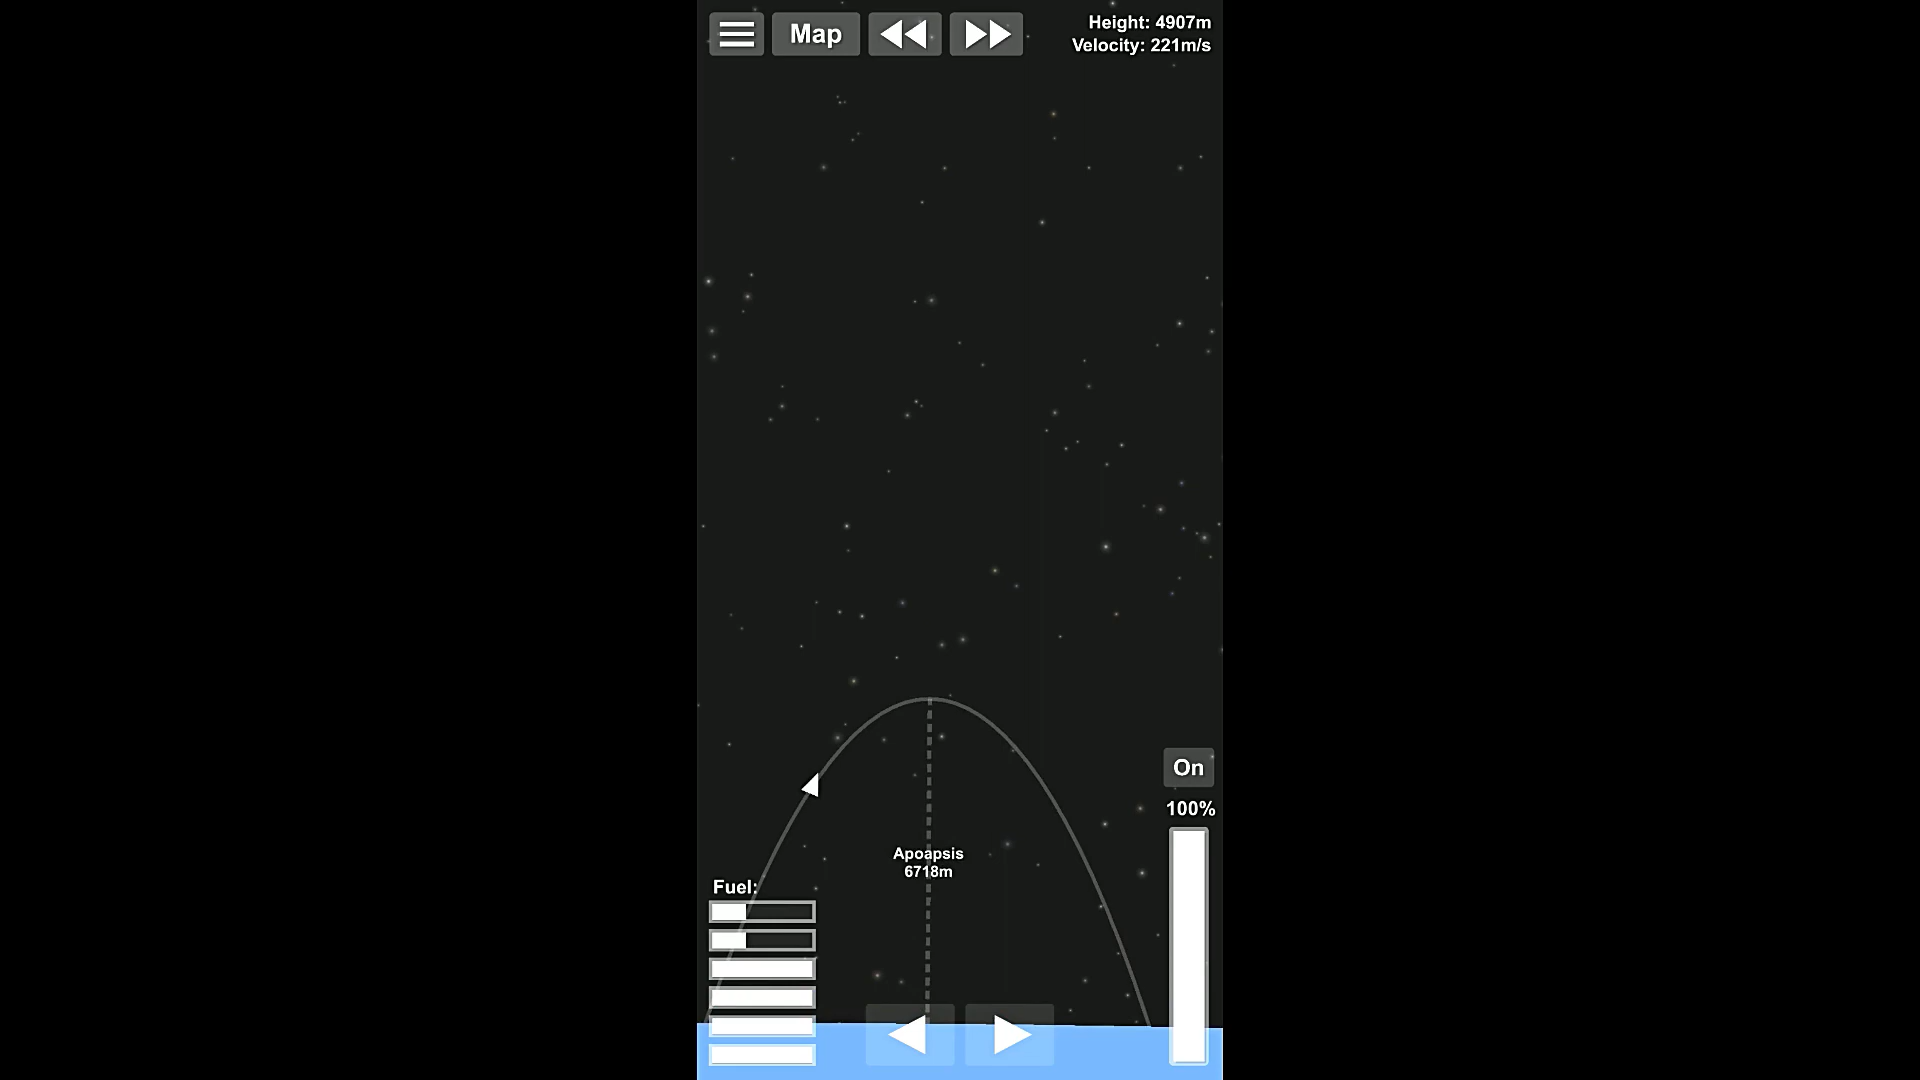 Map
Height: 4907m
Velocity: 221m/s
On
100%
Apoapsis
6718m
Fuel: